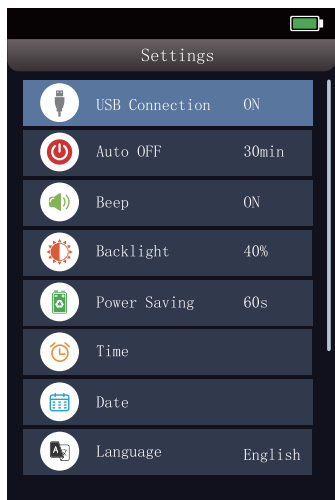 Settings
USB Connection ON
Auto OFF 30min
Beep ON
Backlight 40%
Power Saving 60s
Time
Date
Language English